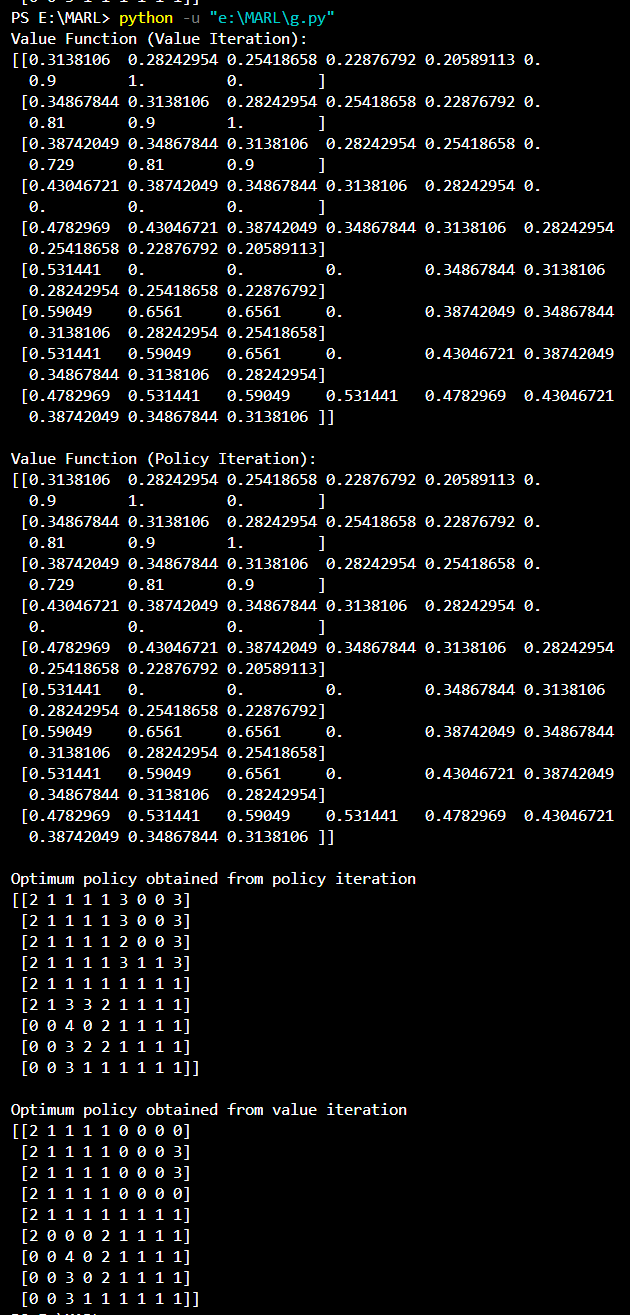 PS E:\MARL> python -u "e:\MARL\g.py"
Value Function (Value Iteration):
[[0.3138106  0.28242954 0.25418658 0.22876792 0.20589113 0.
  0.9        1.         0.        ]
 [0.34867844 0.3138106  0.28242954 0.25418658 0.22876792 0.
  0.81       0.9        1.        ]
 [0.38742049 0.34867844 0.3138106  0.28242954 0.25418658 0.
  0.729      0.81       0.9       ]
 [0.43046721 0.38742049 0.34867844 0.3138106  0.28242954 0.
  0.         0.         0.        ]
 [0.4782969  0.43046721 0.38742049 0.34867844 0.3138106  0.28242954
  0.25418658 0.22876792 0.20589113]
 [0.531441   0.         0.         0.         0.34867844 0.3138106
  0.28242954 0.25418658 0.22876792]
 [0.59049    0.6561     0.6561     0.         0.38742049 0.34867844
  0.3138106  0.28242954 0.25418658]
 [0.531441   0.59049    0.6561     0.         0.43046721 0.38742049
  0.34867844 0.3138106  0.28242954]
 [0.4782969  0.531441   0.59049    0.531441   0.4782969  0.43046721
  0.38742049 0.34867844 0.3138106 ]]
Value Function (Policy Iteration):
[[0.3138106  0.28242954 0.25418658 0.22876792 0.20589113 0.
  0.9        1.         0.        ]
 [0.34867844 0.3138106  0.28242954 0.25418658 0.22876792 0.
  0.81       0.9        1.        ]
 [0.38742049 0.34867844 0.3138106  0.28242954 0.25418658 0.
  0.729      0.81       0.9       ]
 [0.43046721 0.38742049 0.34867844 0.3138106  0.28242954 0.
  0.         0.         0.        ]
 [0.4782969  0.43046721 0.38742049 0.34867844 0.3138106  0.28242954
  0.25418658 0.22876792 0.20589113]
 [0.531441   0.         0.         0.         0.34867844 0.3138106
  0.28242954 0.25418658 0.22876792]
 [0.59049    0.6561     0.6561     0.         0.38742049 0.34867844
  0.3138106  0.28242954 0.25418658]
 [0.531441   0.59049    0.6561     0.         0.43046721 0.38742049
  0.34867844 0.3138106  0.28242954]
 [0.4782969  0.531441   0.59049    0.531441   0.4782969  0.43046721
  0.38742049 0.34867844 0.3138106 ]]
Optimum policy obtained from policy iteration
[[2 1 1 1 1 3 0 0 3]
 [2 1 1 1 1 3 0 0 3]
 [2 1 1 1 1 2 0 0 3]
 [2 1 1 1 1 3 1 1 3]
 [2 1 1 1 1 1 1 1 1]
 [2 1 3 3 2 1 1 1 1]
 [0 0 4 0 2 1 1 1 1]
 [0 0 3 2 2 1 1 1 1]
 [0 0 3 1 1 1 1 1 1]]
Optimum policy obtained from value iteration
[[2 1 1 1 1 0 0 0 0]
 [2 1 1 1 1 0 0 0 3]
 [2 1 1 1 1 0 0 0 3]
 [2 1 1 1 1 0 0 0 0]
 [2 1 1 1 1 1 1 1 1]
 [2 0 0 0 2 1 1 1 1]
 [0 0 4 0 2 1 1 1 1]
 [0 0 3 0 2 1 1 1 1]
 [0 0 3 1 1 1 1 1 1]]